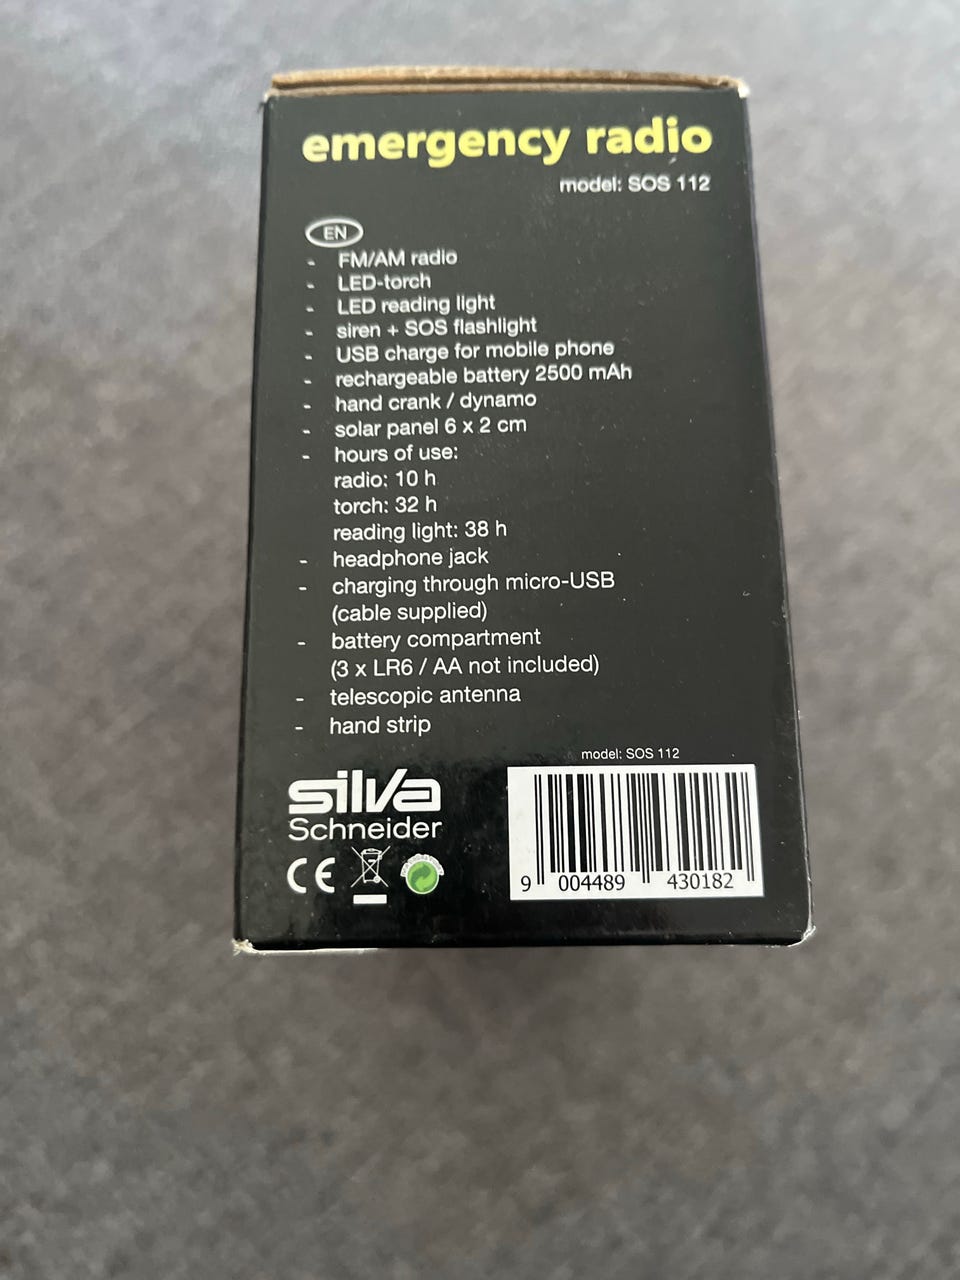 emergency radio
model: SOS 112
EN
- FM/AM radio
- LED-torch
- LED reading light
- siren + SOS flashlight
- USB charge for mobile phone
- rechargeable battery 2500 mAh
- hand crank / dynamo
- solar panel 6 x 2 cm
- hours of use:
radio: 10 h
torch: 32 h
reading light: 38 h
- headphone jack
- charging through micro-USB
(cable supplied)
- battery compartment
(3 x LR6 / AA not included)
- telescopic antenna
- hand strip
model: SOS 112
silva
Schneider
CE
9 004489 430182